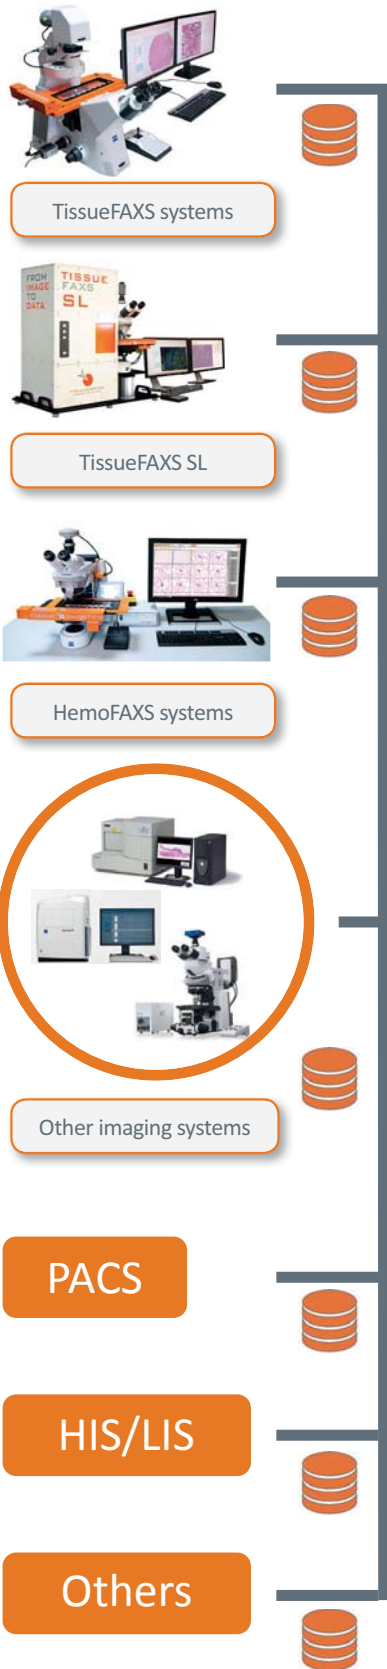 TissueFAXS systems
FROM
IMAGE
TO
DATA
TISSUE
FAXS
SL
TissueFAXS SL
HemoFAXS systems
Other imaging systems
PACS
HIS/LIS
Others